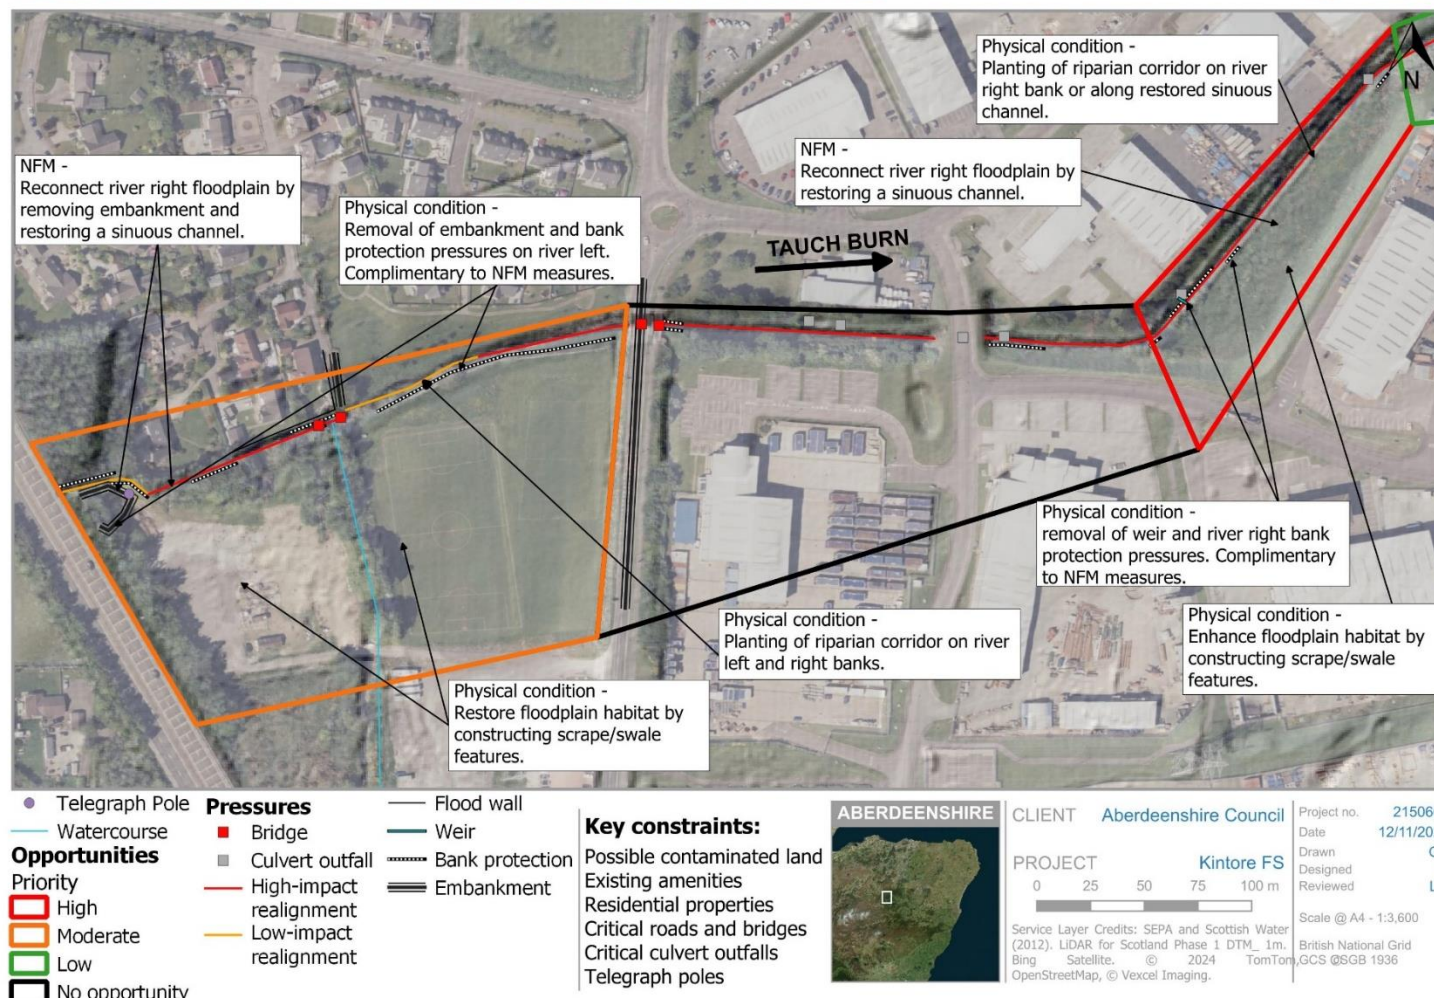 Physical condition -
Planting of riparian corridor on river
right bank or along restored sinuous
channel.
N
NFM -
Reconnect river right floodplain by
restoring a sinuous channel.
NFM -
Reconnect river right floodplain by
removing embankment and
restoring a sinuous channel.
Physical condition -
Removal of embankment and bank
protection pressures on river left.
Complimentary to NFM measures.
TAUCH BURN
Physical condition -
removal of weir and river right bank
protection pressures. Complimentary
to NFM measures.
Physical condition -
Planting of riparian corridor on river
left and right banks.
Physical condition -
Enhance floodplain habitat by
constructing scrape/swale
features.
Physical condition -
Restore floodplain habitat by
constructing scrape/swale
features.
Telegraph Pole
Watercourse
Opportunities
Priority
High
Moderate
Low
No opportunity
Pressures
Bridge
Culvert outfall
High-impact
realignment
Low-impact
realignment
Flood wall
Weir
Bank protection
Embankment
Key constraints:
Possible contaminated land
Existing amenities
Residential properties
Critical roads and bridges
Critical culvert outfalls
Telegraph poles
ABERDEENSHIRE
CLIENT Aberdeenshire Council
PROJECT Kintore FS
0 25 50 75 100 m
Service Layer Credits: SEPA and Scottish Water
(2012). LiDAR for Scotland Phase 1 DTM_ 1m.
Bing Satellite. © 2024 TomTom,
OpenStreetMap, © Vexcel Imaging.
Project no. 21506
Date 12/11/20
Drawn
Designed
Reviewed L
Scale @ A4 - 1:3,600
British National Grid
GCS OSGB 1936